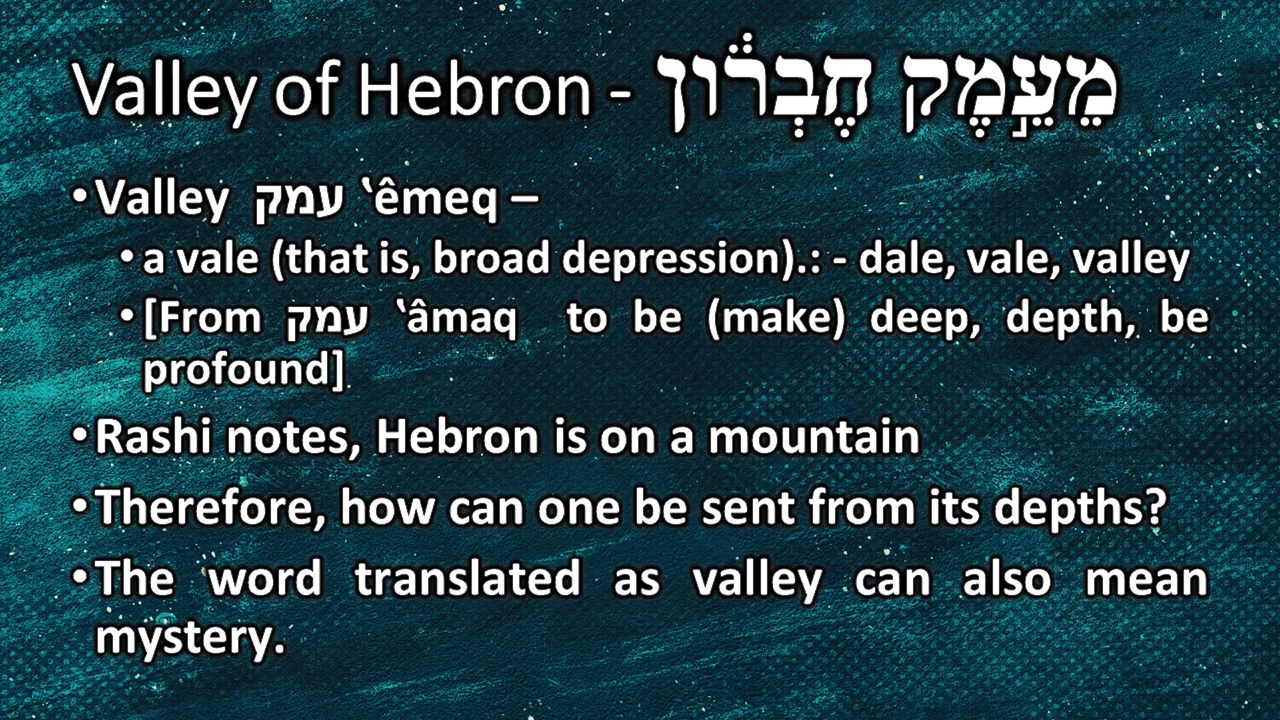 Valley of Hebron - מֵעֵ֣מֶק חֶבְר֔וֹן
•Valley עמק ‛êmeq –
•a vale (that is, broad depression).: - dale, vale, valley
•[From עמק ‛âmaq to be (make) deep, depth, be
profound]
•Rashi notes, Hebron is on a mountain
•Therefore, how can one be sent from its depths?
•The word translated as valley can also mean
mystery.